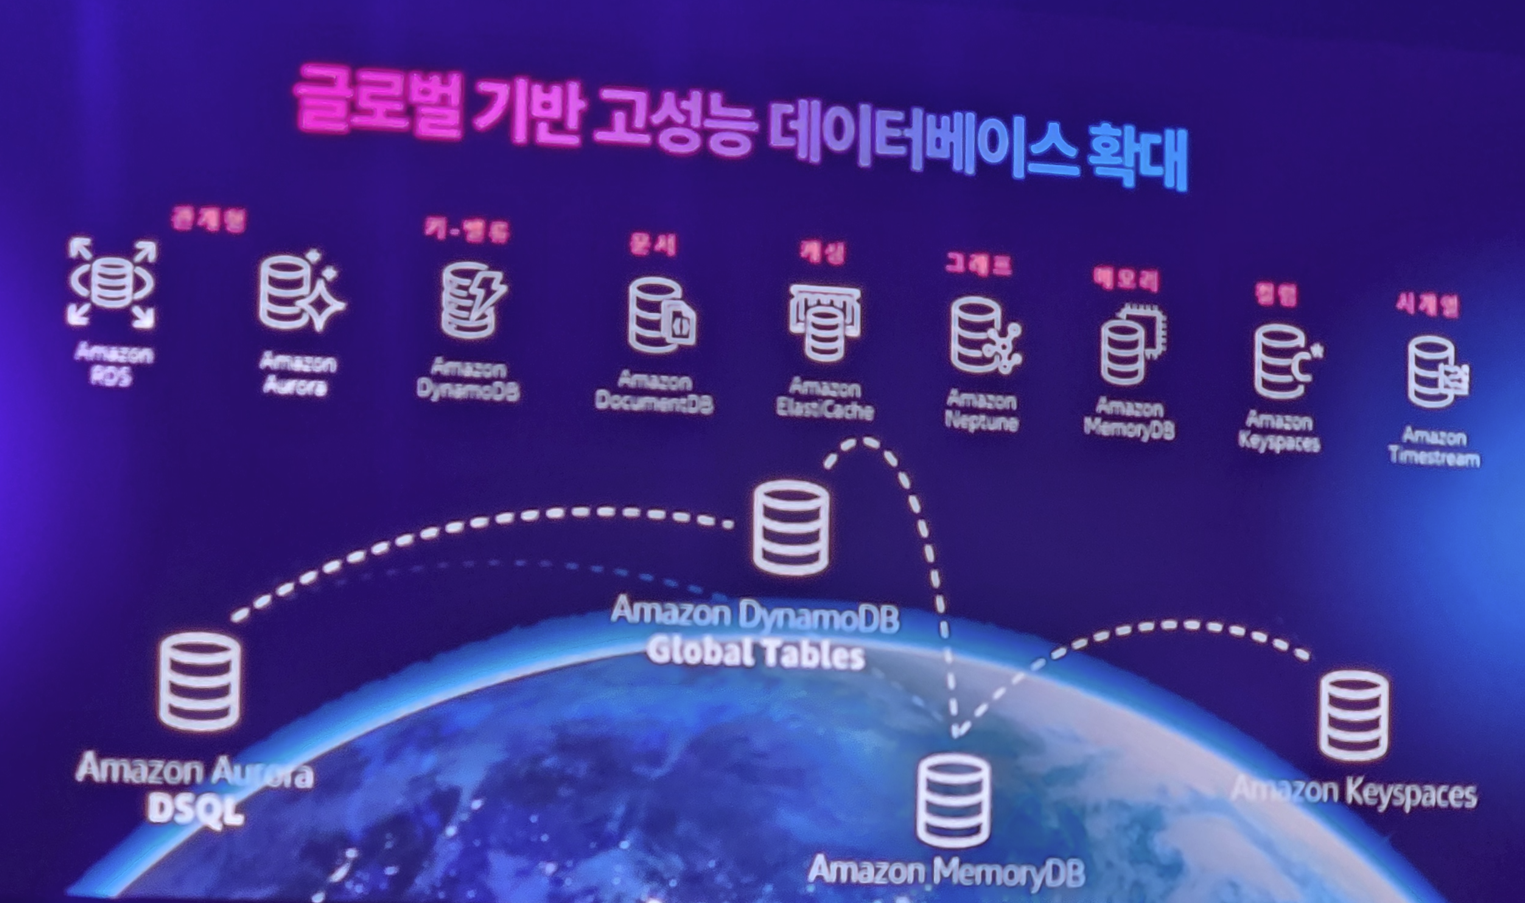 글로벌 기반 고성능 데이터베이스 확대
관계형
키-밸류
문서
캐싱
그래프
메모리
컬럼
시계열
Amazon
RDS
Amazon
Aurora
Amazon
DynamoDB
Amazon
DocumentDB
Amazon
ElastiCache
Amazon
Neptune
Amazon
MemoryDB
Amazon
Keyspaces
Amazon
Timestream
Amazon DynamoDB
Global Tables
Amazon Aurora
DSQL
Amazon Keyspaces
Amazon MemoryDB